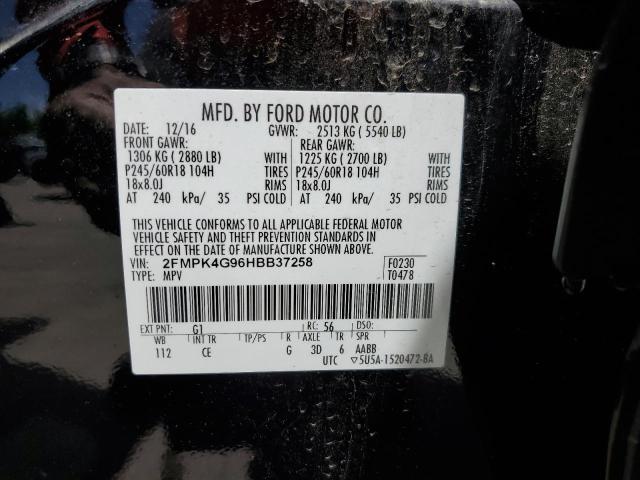 MFD. BY FORD MOTOR CO.
DATE: 12/16 GVWR: 2513 KG ( 5540 LB)
FRONT GAWR: REAR GAWR:
1306 KG ( 2880 LB) WITH 1225 KG ( 2700 LB) WITH
P245/60R18 104H TIRES P245/60R18 104H TIRES
18x8.0J RIMS 18x8.0J RIMS
AT 240 kPa/ 35 PSI COLD AT 240 kPa/ 35 PSI COLD
THIS VEHICLE CONFORMS TO ALL APPLICABLE FEDERAL MOTOR
VEHICLE SAFETY AND THEFT PREVENTION STANDARDS IN
EFFECT ON THE DATE OF MANUFACTURE SHOWN ABOVE.
VIN: 2FMPK4G96HBB37258 F0230
TYPE: MPV T0478
EXT PNT: G1 RC: 56 DSO:
WB INT TR TP/PS R AXLE TR SPR
112 CE G 3D 6 AABB
UTC ▽5U5A-1520472-BA